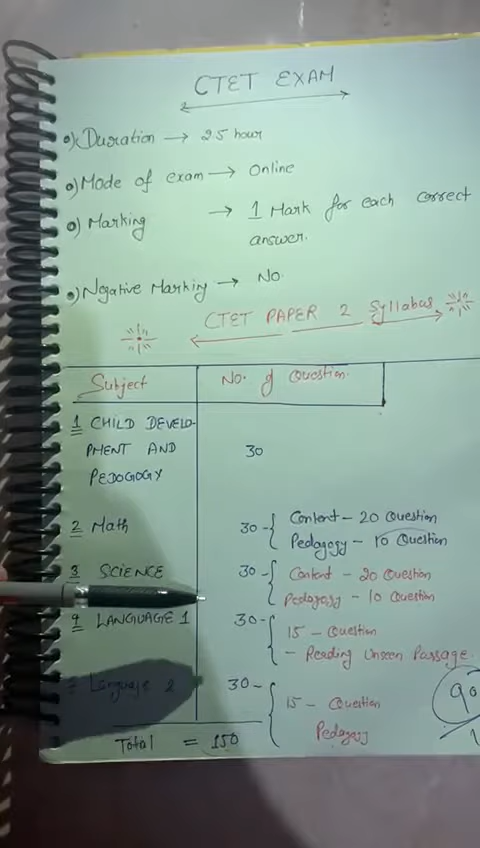 CTET EXAM
Duration → 2.5 hour
Mode of exam → Online
Marking → 1 Mark for each correct
answer.
Negative Marking → No.
CTET PAPER 2 Syllabus
Subject No. of Question.
1 CHILD DEVELO-
PMENT AND 30
PEDOGOGY
2 Math 30 - { Content - 20 Question
Pedagogy - 10 Question
3 SCIENCE 30 - { Content - 20 Question
Pedagogy - 10 Question
4 LANGUAGE 1 30 - { 15 - Question
- Reading Unseen Passage.
Language 2 30 - { 15 - Question
Pedagogy
Total = 150
90